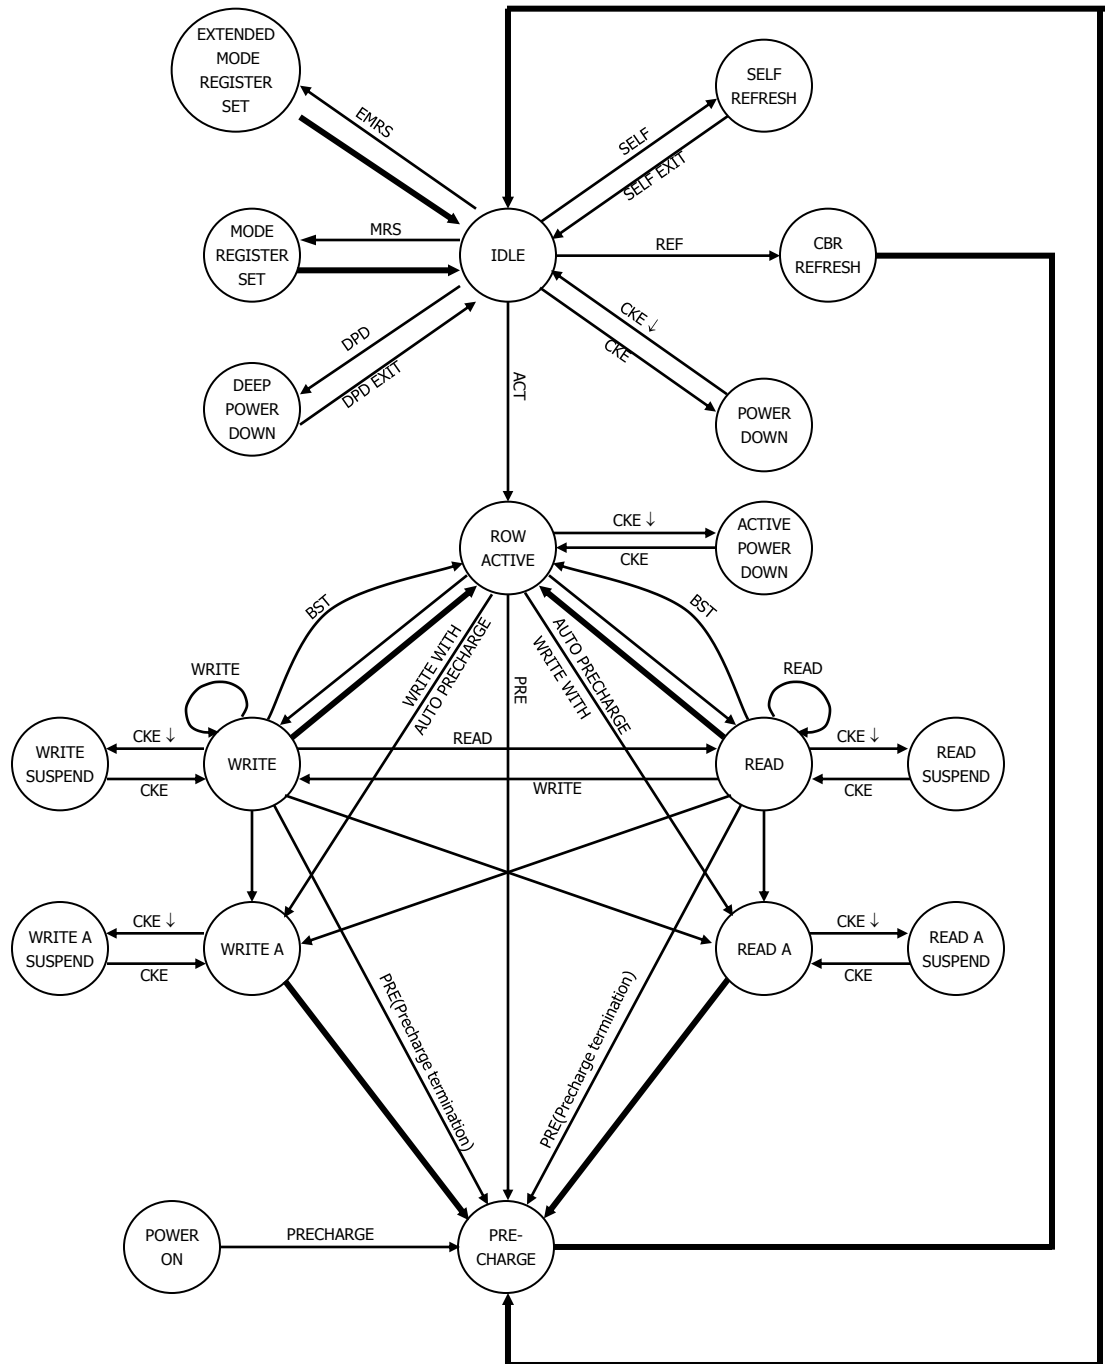 EXTENDED
MODE
REGISTER
SET
SELF
REFRESH
EMRS
SELF
SELF EXIT
MODE
REGISTER
SET
MRS
IDLE
REF
CBR
REFRESH
DPD
DPD EXIT
CKE ↓
CKE
ACT
DEEP
POWER
DOWN
POWER
DOWN
ROW
ACTIVE
CKE ↓
CKE
ACTIVE
POWER
DOWN
BST
BST
WRITE WITH
AUTO PRECHARGE
PRE
AUTO PRECHARGE
WRITE WITH
WRITE
READ
WRITE
SUSPEND
CKE ↓
CKE
WRITE
READ
WRITE
READ
CKE ↓
CKE
READ
SUSPEND
WRITE A
SUSPEND
CKE ↓
CKE
WRITE A
READ A
CKE ↓
CKE
READ A
SUSPEND
PRE(Precharge termination)
PRE(Precharge termination)
POWER
ON
PRECHARGE
PRE-
CHARGE